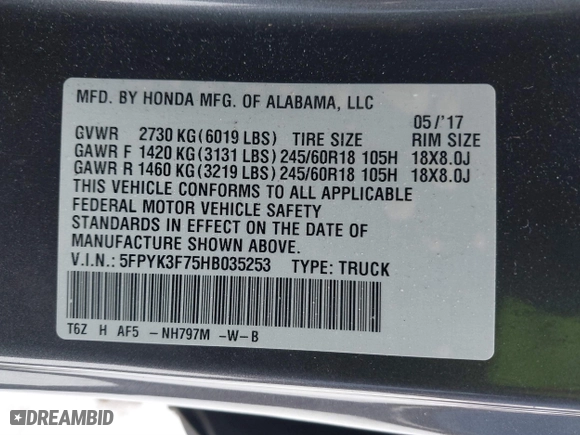 MFD. BY HONDA MFG. OF ALABAMA, LLC
05/'17
GVWR 2730 KG(6019 LBS) TIRE SIZE RIM SIZE
GAWR F 1420 KG(3131 LBS)245/60R18 105H 18X8.0J
GAWR R 1460 KG(3219 LBS)245/60R18 105H 18X8.0J
THIS VEHICLE CONFORMS TO ALL APPLICABLE
FEDERAL MOTOR VEHICLE SAFETY
STANDARDS IN EFFECT ON THE DATE OF
MANUFACTURE SHOWN ABOVE.
V.I.N.: 5FPYK3F75HB035253 TYPE: TRUCK
T6Z H AF5 -NH797M -W-B
DREAMBID